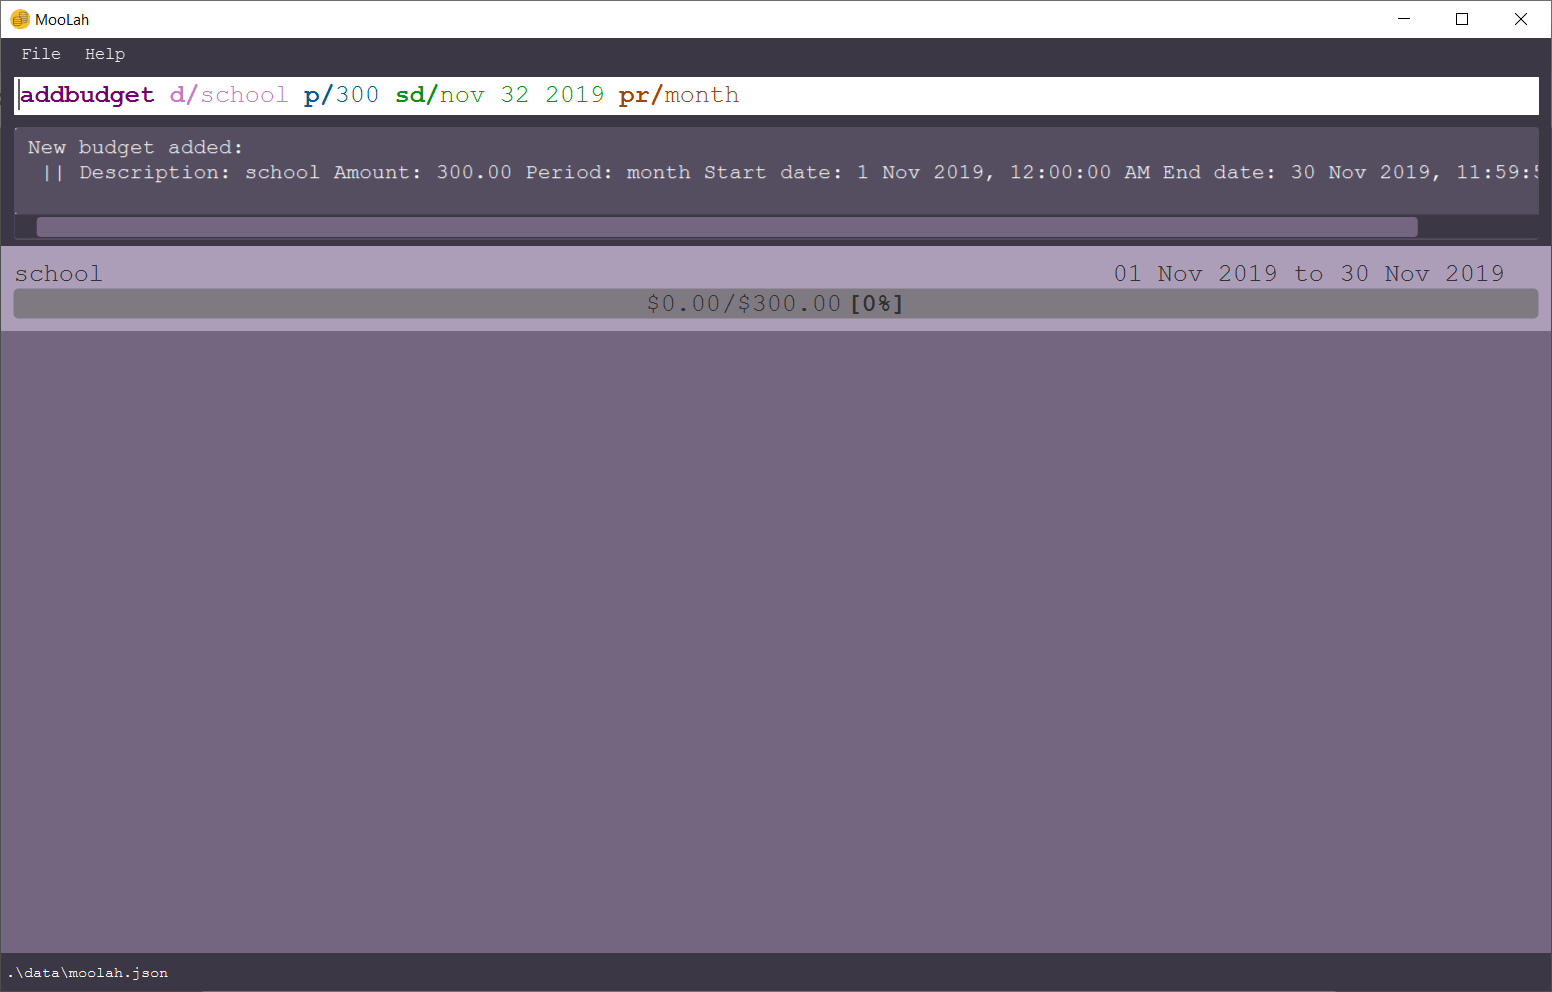 MooLah
File Help
addbudget d/school p/300 sd/nov 32 2019 pr/month
New budget added:
|| Description: school Amount: 300.00 Period: month Start date: 1 Nov 2019, 12:00:00 AM End date: 30 Nov 2019, 11:59:5
school 01 Nov 2019 to 30 Nov 2019
$0.00/$300.00 [0%]
.\data\moolah.json